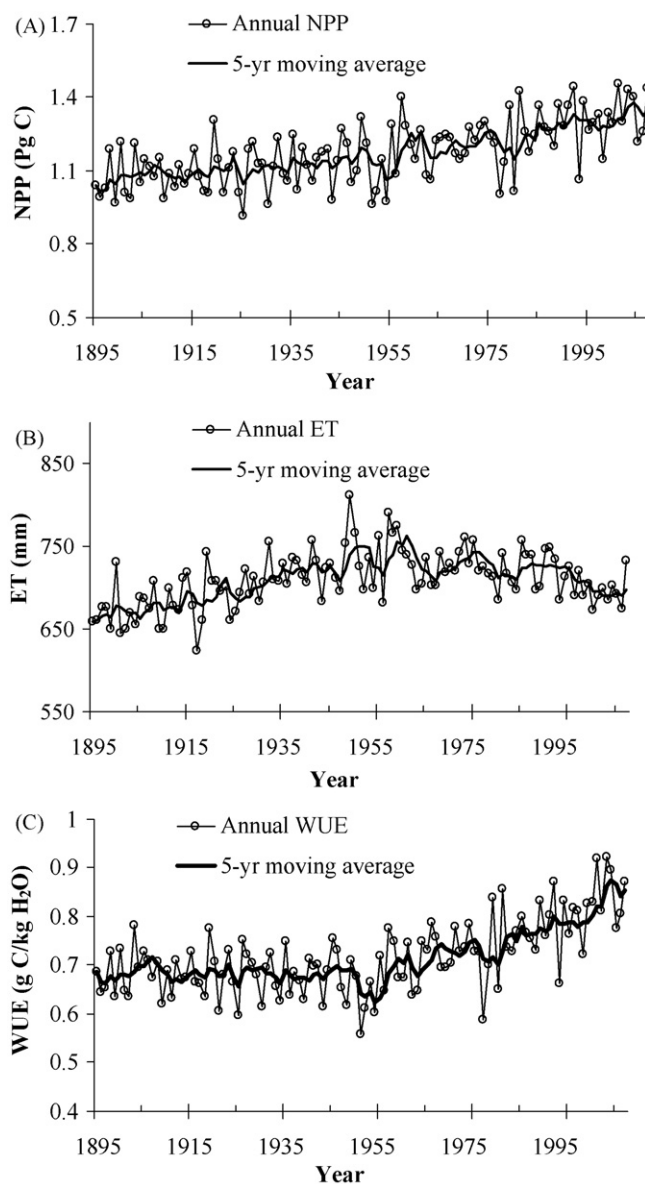 (A)
Annual NPP
5-yr moving average
1.7
1.4
1.1
0.8
0.5
NPP (Pg C)
1895 1915 1935 1955 1975 1995
Year
(B)
Annual ET
5-yr moving average
850
750
650
550
ET (mm)
1895 1915 1935 1955 1975 1995
Year
(C)
Annual WUE
5-yr moving average
1
0.9
0.8
0.7
0.6
0.5
0.4
WUE (g C/kg H₂O)
1895 1915 1935 1955 1975 1995
Year